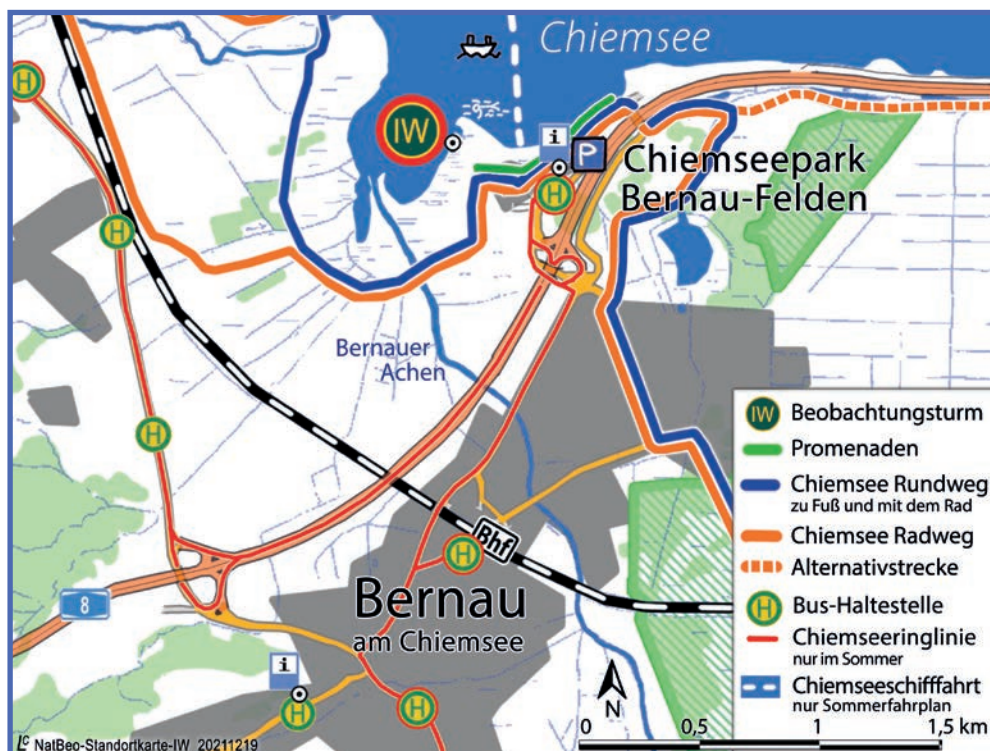 Chiemsee
IW
i
P
H
H
H
Chiemseepark
Bernau-Felden
Bernauer
Achen
H
Bhf
H
8
Bernau
am Chiemsee
i
H
H
IW Beobachtungsturm
Promenaden
Chiemsee Rundweg
zu Fuß und mit dem Rad
Chiemsee Radweg
Alternativstrecke
H Bus-Haltestelle
Chiemseeringlinie
nur im Sommer
Chiemseeschifffahrt
nur Sommerfahrplan
N
0 0,5 1 1,5 km
LC NatBeo-Standortkarte-IW_20211219